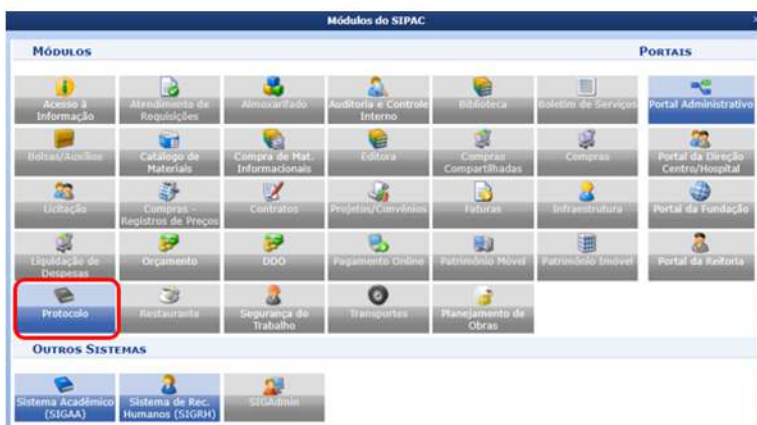 Módulos do SIPAC
MÓDULOS
PORTAIS
Acesso à
Informação
Atendimento de
Requisições
Almoxarifado
Auditoria e Controle
Interno
Biblioteca
Boletim de Serviços
Portal Administrativo
Bolsas/Auxílios
Catálogo de
Materiais
Compra de Mat.
Informacionais
Editora
Compras
Compartilhadas
Compras
Portal da Direção
Centro/Hospital
Licitação
Compras -
Registros de Preços
Contratos
Projetos/Convênios
Faturas
Infraestrutura
Portal da Fundação
Liquidação de
Despesas
Orçamento
DDO
Pagamento Online
Patrimônio Móvel
Patrimônio Imóvel
Portal da Reitoria
Protocolo
Restaurante
Segurança do
Trabalho
Transportes
Planejamento de
Obras
OUTROS SISTEMAS
Sistema Acadêmico
(SIGAA)
Sistema de Rec.
Humanos (SIGRH)
SIGAdmin